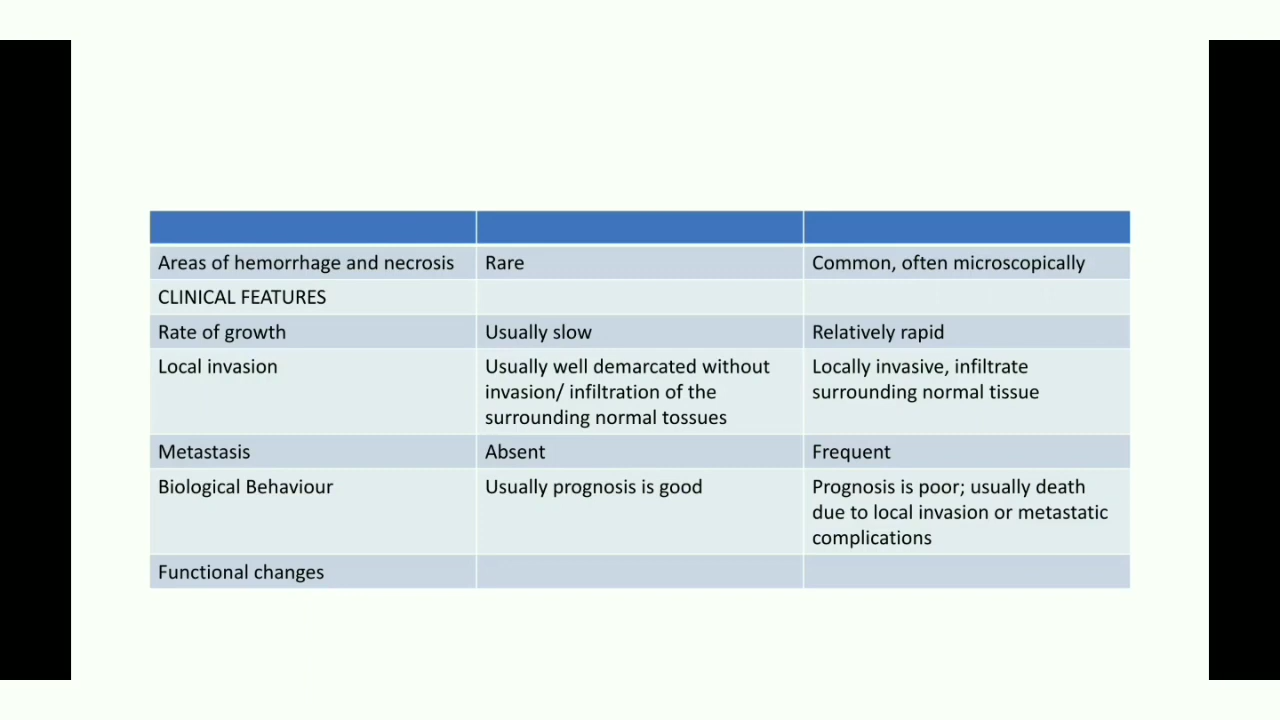 Areas of hemorrhage and necrosis Rare Common, often microscopically
CLINICAL FEATURES
Rate of growth Usually slow Relatively rapid
Local invasion Usually well demarcated without Locally invasive, infiltrate
invasion/ infiltration of the surrounding normal tissue
surrounding normal tossues
Metastasis Absent Frequent
Biological Behaviour Usually prognosis is good Prognosis is poor; usually death
due to local invasion or metastatic
complications
Functional changes